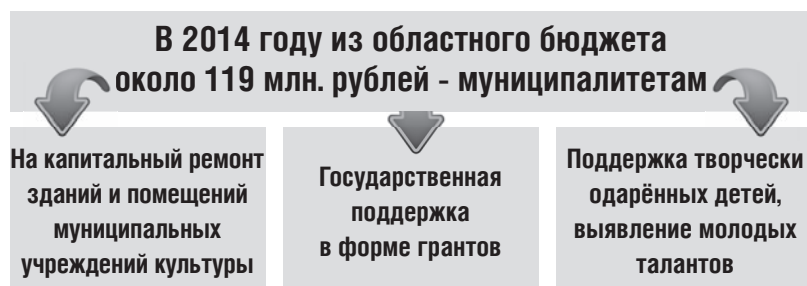 В 2014 году из областного бюджета
около 119 млн. рублей - муниципалитетам
На капитальный ремонт
зданий и помещений
муниципальных
учреждений культуры
Государственная
поддержка
в форме грантов
Поддержка творчески
одарённых детей,
выявление молодых
талантов